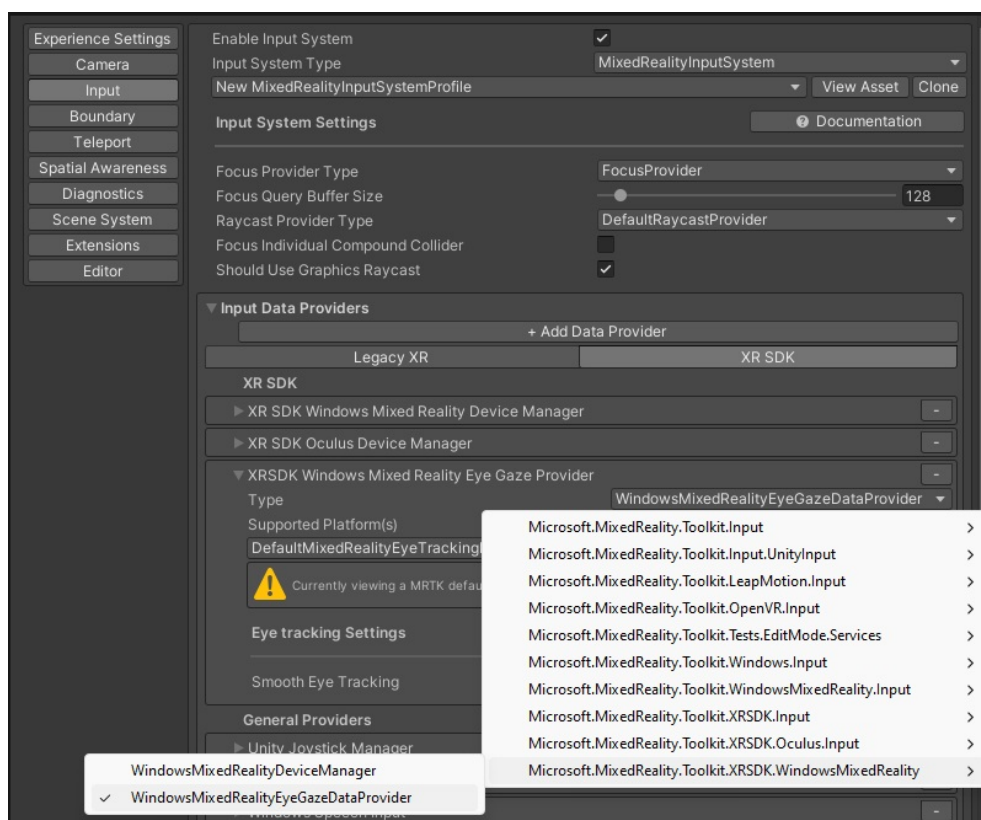 Experience Settings
Camera
Input
Boundary
Teleport
Spatial Awareness
Diagnostics
Scene System
Extensions
Editor
Enable Input System
Input System Type MixedRealityInputSystem
New MixedRealityInputSystemProfile View Asset Clone
Input System Settings Documentation
Focus Provider Type FocusProvider
Focus Query Buffer Size 128
Raycast Provider Type DefaultRaycastProvider
Focus Individual Compound Collider
Should Use Graphics Raycast
Input Data Providers
+ Add Data Provider
Legacy XR XR SDK
XR SDK
XR SDK Windows Mixed Reality Device Manager -
XR SDK Oculus Device Manager -
XRSDK Windows Mixed Reality Eye Gaze Provider -
Type WindowsMixedRealityEyeGazeDataProvider
Supported Platform(s)
DefaultMixedRealityEyeTracking
Currently viewing a MRTK defau
Eye tracking Settings
Smooth Eye Tracking
General Providers
Unity Joystick Manager
Windows Speech Input -
Microsoft.MixedReality.Toolkit.Input
Microsoft.MixedReality.Toolkit.Input.UnityInput
Microsoft.MixedReality.Toolkit.LeapMotion.Input
Microsoft.MixedReality.Toolkit.OpenVR.Input
Microsoft.MixedReality.Toolkit.Tests.EditMode.Services
Microsoft.MixedReality.Toolkit.Windows.Input
Microsoft.MixedReality.Toolkit.WindowsMixedReality.Input
Microsoft.MixedReality.Toolkit.XRSDK.Input
Microsoft.MixedReality.Toolkit.XRSDK.Oculus.Input
Microsoft.MixedReality.Toolkit.XRSDK.WindowsMixedReality
WindowsMixedRealityDeviceManager
WindowsMixedRealityEyeGazeDataProvider